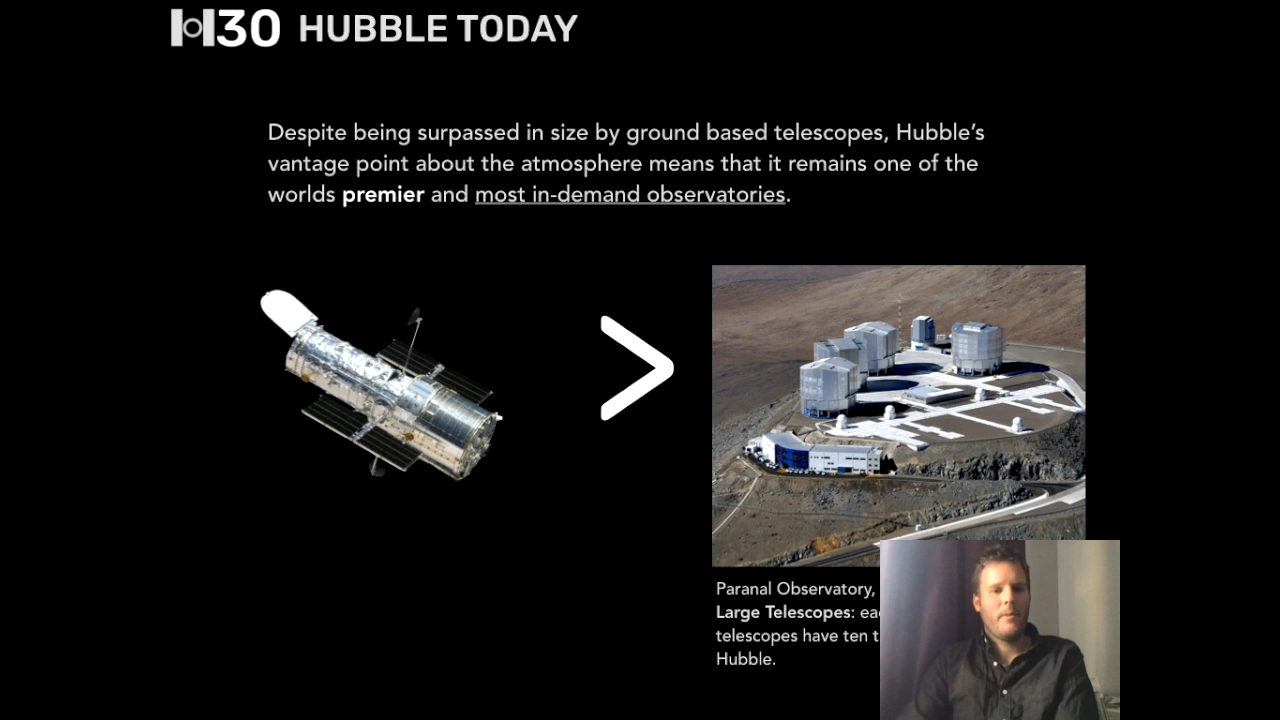 H30 HUBBLE TODAY
Despite being surpassed in size by ground based telescopes, Hubble's
vantage point about the atmosphere means that it remains one of the
worlds premier and most in-demand observatories.
Paranal Observatory,
Large Telescopes:
telescopes have ten
Hubble.